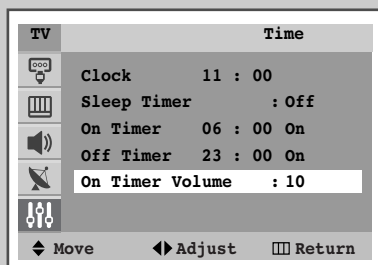 TV Time
Clock 11 : 00
Sleep Timer : Off
On Timer 06 : 00 On
Off Timer 23 : 00 On
On Timer Volume : 10
Move Adjust Return